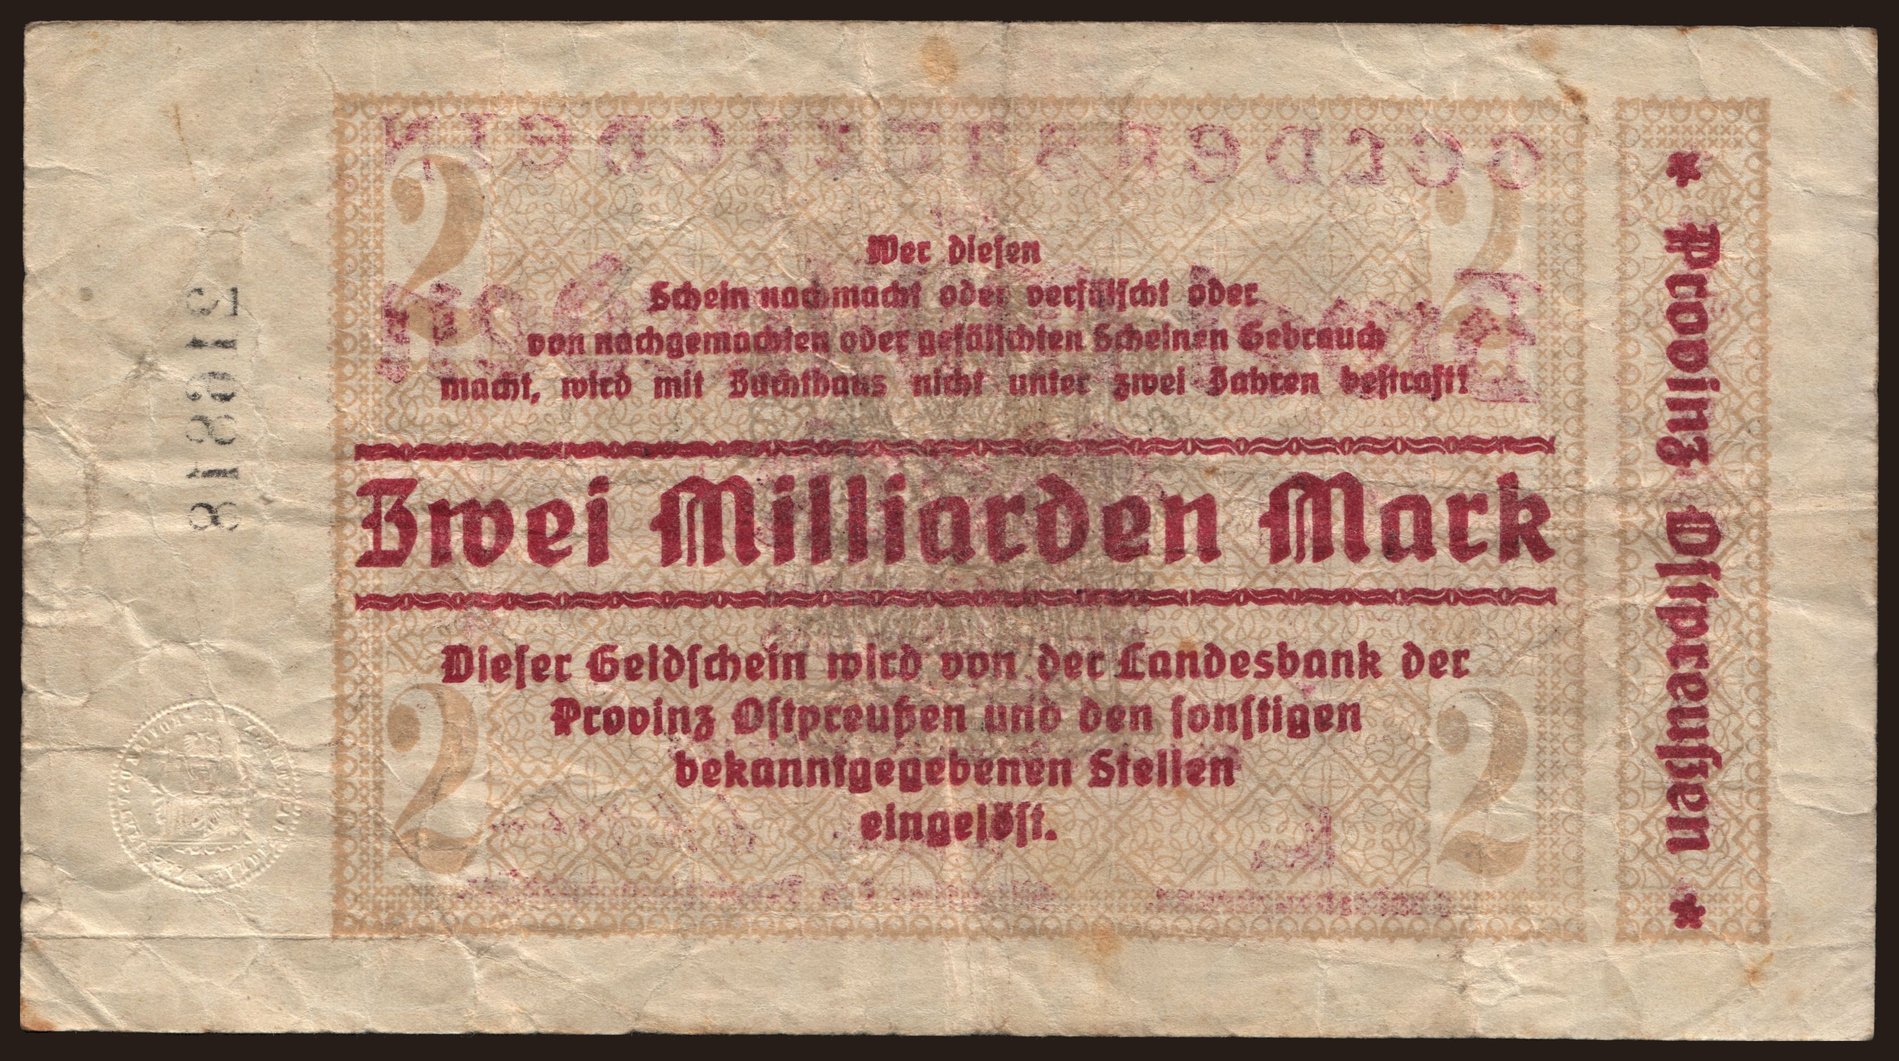 Wer dieſen
Schein nachmacht oder verfälſcht oder
von nachgemachten oder gefälſchten Scheinen Gebrauch
macht, wird mit Zuchthaus nicht unter zwei Jahren beſtraft!
Zwei Milliarden Mark
Dieſer Geldſchein wird von der Landesbank der
Provinz Oſtpreußen und den ſonſtigen
bekanntgegebenen Stellen
eingelöſt.
* Provinz Oſtpreußen *
2
2
2
2